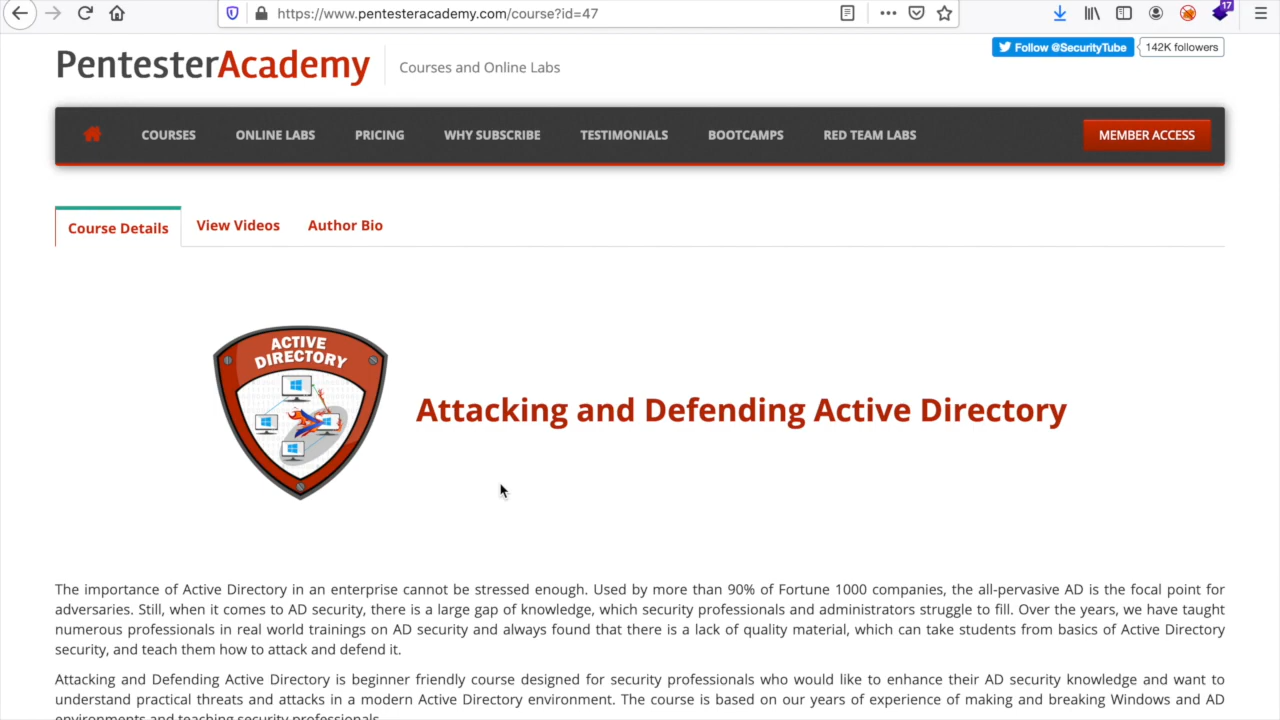 https://www.pentesteracademy.com/course?id=47
17
PentesterAcademy
Courses and Online Labs
Follow @SecurityTube
142K followers
COURSES
ONLINE LABS
PRICING
WHY SUBSCRIBE
TESTIMONIALS
BOOTCAMPS
RED TEAM LABS
MEMBER ACCESS
Course Details
View Videos
Author Bio
ACTIVE
DIRECTORY
Attacking and Defending Active Directory
The importance of Active Directory in an enterprise cannot be stressed enough. Used by more than 90% of Fortune 1000 companies, the all-pervasive AD is the focal point for
adversaries. Still, when it comes to AD security, there is a large gap of knowledge, which security professionals and administrators struggle to fill. Over the years, we have taught
numerous professionals in real world trainings on AD security and always found that there is a lack of quality material, which can take students from basics of Active Directory
security, and teach them how to attack and defend it.
Attacking and Defending Active Directory is beginner friendly course designed for security professionals who would like to enhance their AD security knowledge and want to
understand practical threats and attacks in a modern Active Directory environment. The course is based on our years of experience of making and breaking Windows and AD
environments and teaching security professionals.